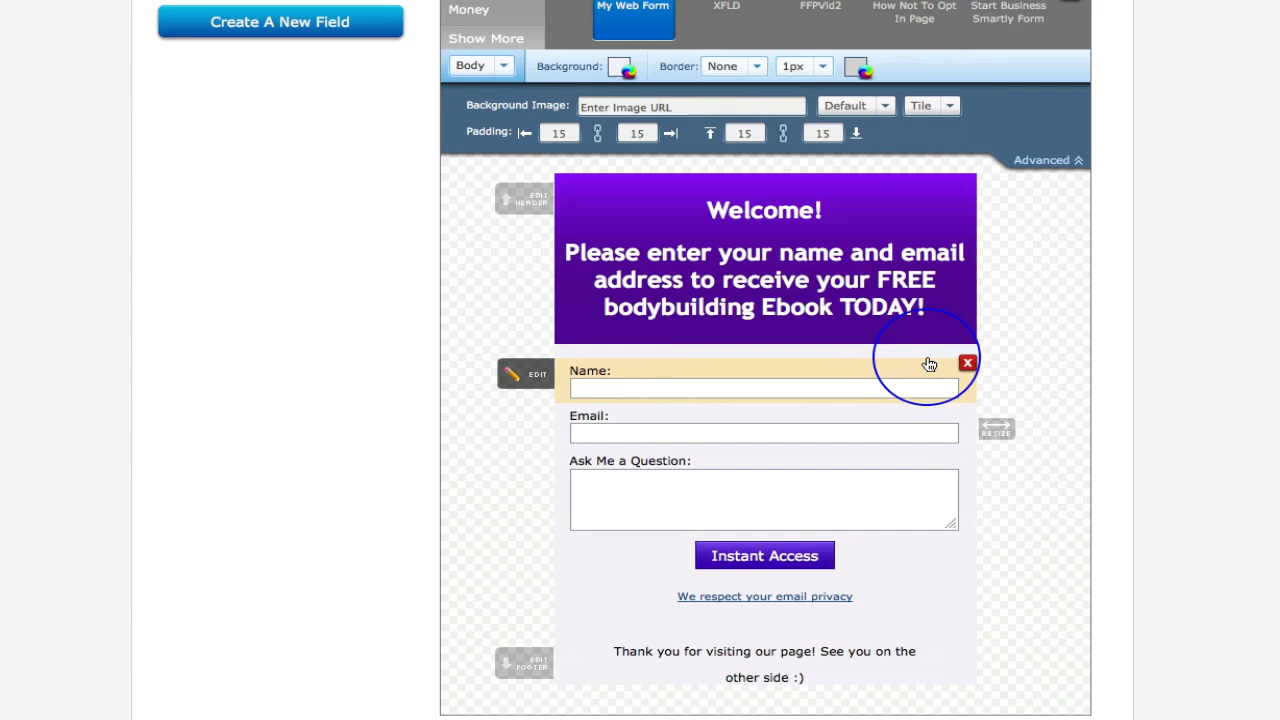 Create A New Field
Money
Show More
My Web Form
XFLD
FFPVid2
How Not To Opt
In Page
Start Business
Smartly Form
Body
Background:
Border:
None
1px
Background Image:
Enter Image URL
Default
Tile
Padding:
15
15
15
15
Advanced
EDIT
HEADER
Welcome!
Please enter your name and email
address to receive your FREE
bodybuilding Ebook TODAY!
EDIT
Name:
X
Email:
RESIZE
Ask Me a Question:
Instant Access
We respect your email privacy
EDIT
FOOTER
Thank you for visiting our page! See you on the
other side :)